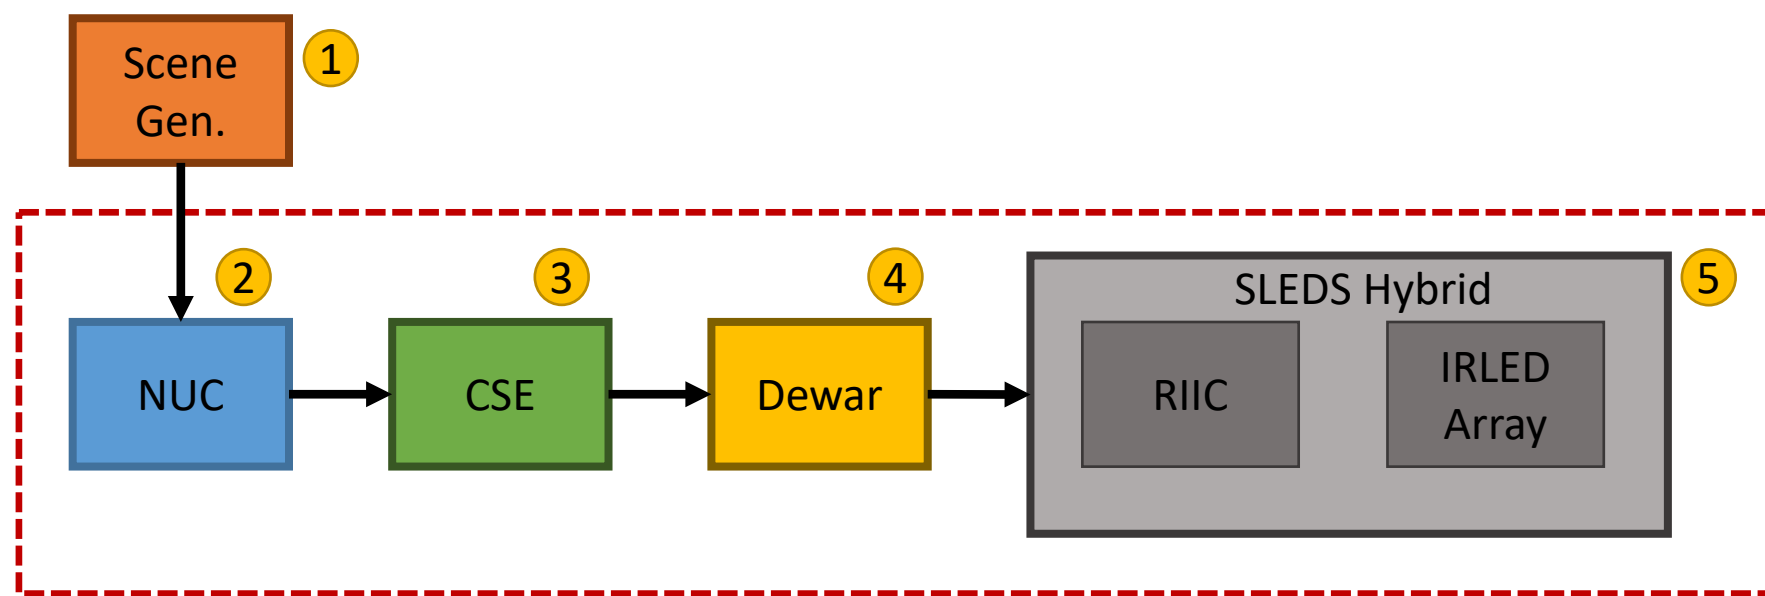 Scene
Gen.
1
2
3
4
5
NUC
CSE
Dewar
SLEDS Hybrid
RIIC
IRLED
Array